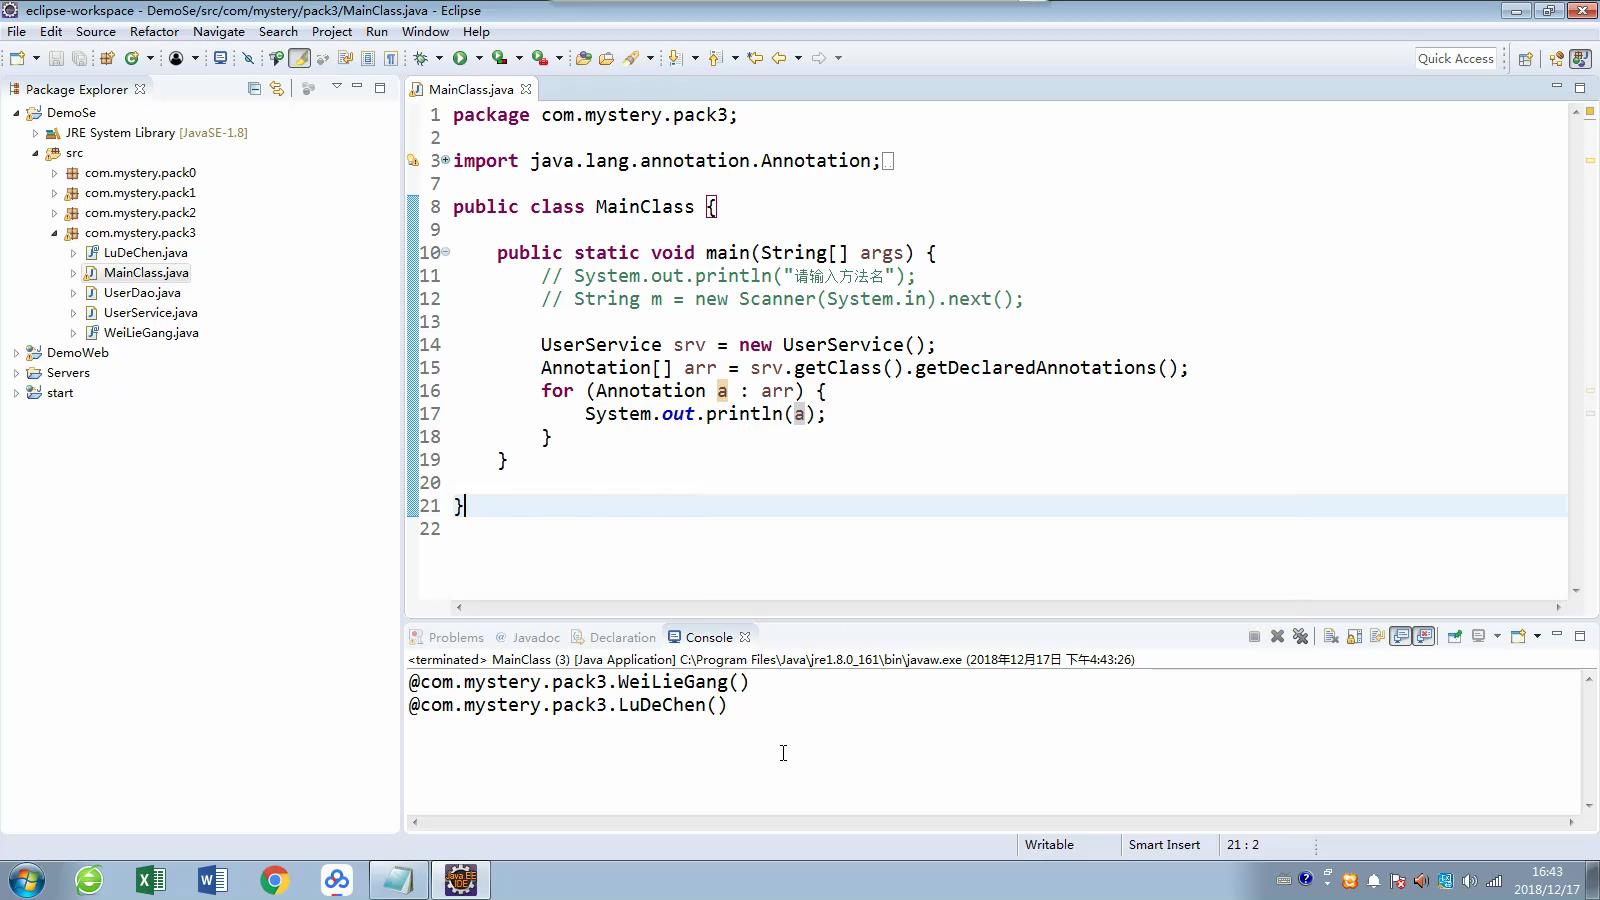 eclipse-workspace - DemoSe/src/com/mystery/pack3/MainClass.java - Eclipse
File Edit Source Refactor Navigate Search Project Run Window Help
Quick Access
Package Explorer
DemoSe
JRE System Library [JavaSE-1.8]
src
com.mystery.pack0
com.mystery.pack1
com.mystery.pack2
com.mystery.pack3
LuDeChen.java
MainClass.java
UserDao.java
UserService.java
WeiLieGang.java
DemoWeb
Servers
start
MainClass.java
1 package com.mystery.pack3;
2
3 import java.lang.annotation.Annotation;
7
8 public class MainClass {
9
10 public static void main(String[] args) {
11 // System.out.println("请输入方法名");
12 // String m = new Scanner(System.in).next();
13
14 UserService srv = new UserService();
15 Annotation[] arr = srv.getClass().getDeclaredAnnotations();
16 for (Annotation a : arr) {
17 System.out.println(a);
18 }
19 }
20
21 }
22
Problems @ Javadoc Declaration Console
<terminated> MainClass (3) [Java Application] C:\Program Files\Java\jre1.8.0_161\bin\javaw.exe (2018年12月17日 下午4:43:26)
@com.mystery.pack3.WeiLieGang()
@com.mystery.pack3.LuDeChen()
Writable Smart Insert 21 : 2
Java EE
IDE
16:43
2018/12/17